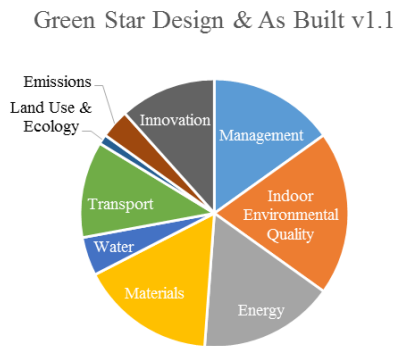 Green Star Design & As Built v1.1
Emissions
Land Use &
Ecology
Innovation
Management
Indoor
Environmental
Quality
Transport
Water
Materials
Energy